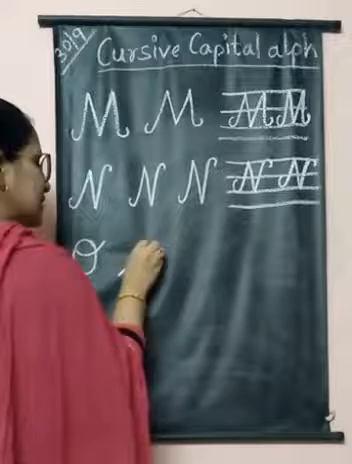 30/9
Cursive Capital alph
M M M M
N N N N N
O